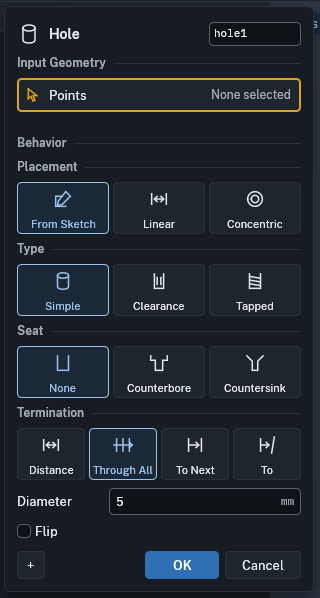 Hole hole1
Input Geometry
Points None selected
Behavior
Placement
From Sketch Linear Concentric
Type
Simple Clearance Tapped
Seat
None Counterbore Countersink
Termination
Distance Through All To Next To
Diameter 5 mm
Flip
+ OK Cancel